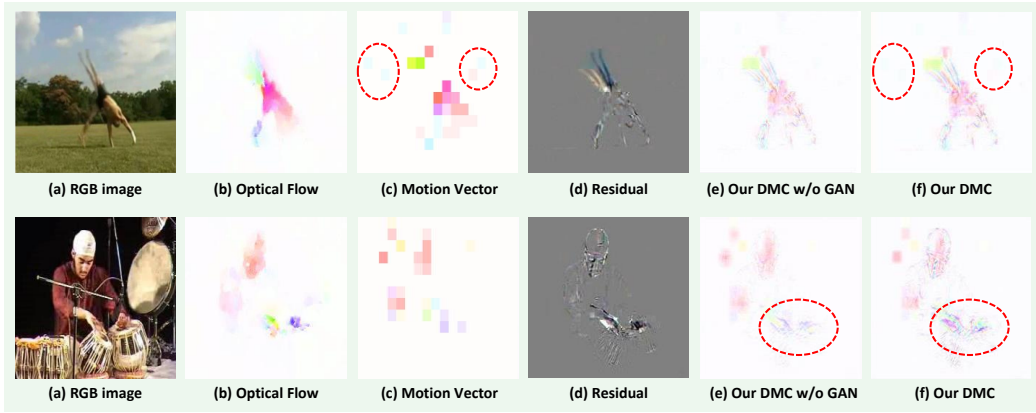 (a) RGB image (b) Optical Flow (c) Motion Vector (d) Residual (e) Our DMC w/o GAN (f) Our DMC
(a) RGB image (b) Optical Flow (c) Motion Vector (d) Residual (e) Our DMC w/o GAN (f) Our DMC